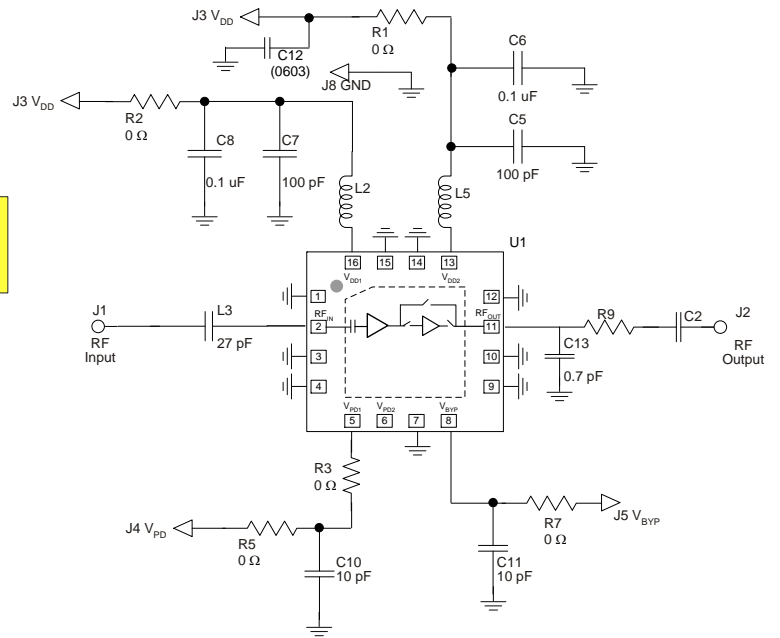 J3 VDD
R1
0 Ω
C12
(0603)
C6
0.1 uF
J8 GND
J3 VDD
R2
0 Ω
C8
0.1 uF
C7
100 pF
C5
100 pF
L2
L5
U1
16
15
14
13
VDD1
VDD2
1
12
J1
RF
Input
L3
27 pF
RFIN
2
RFOUT
11
R9
C2
J2
RF
Output
C13
0.7 pF
3
10
4
9
VPD1
VPD2
VBYP
5
6
7
8
R3
0 Ω
J4 VPD
R5
0 Ω
C10
10 pF
C11
10 pF
R7
0 Ω
J5 VBYP